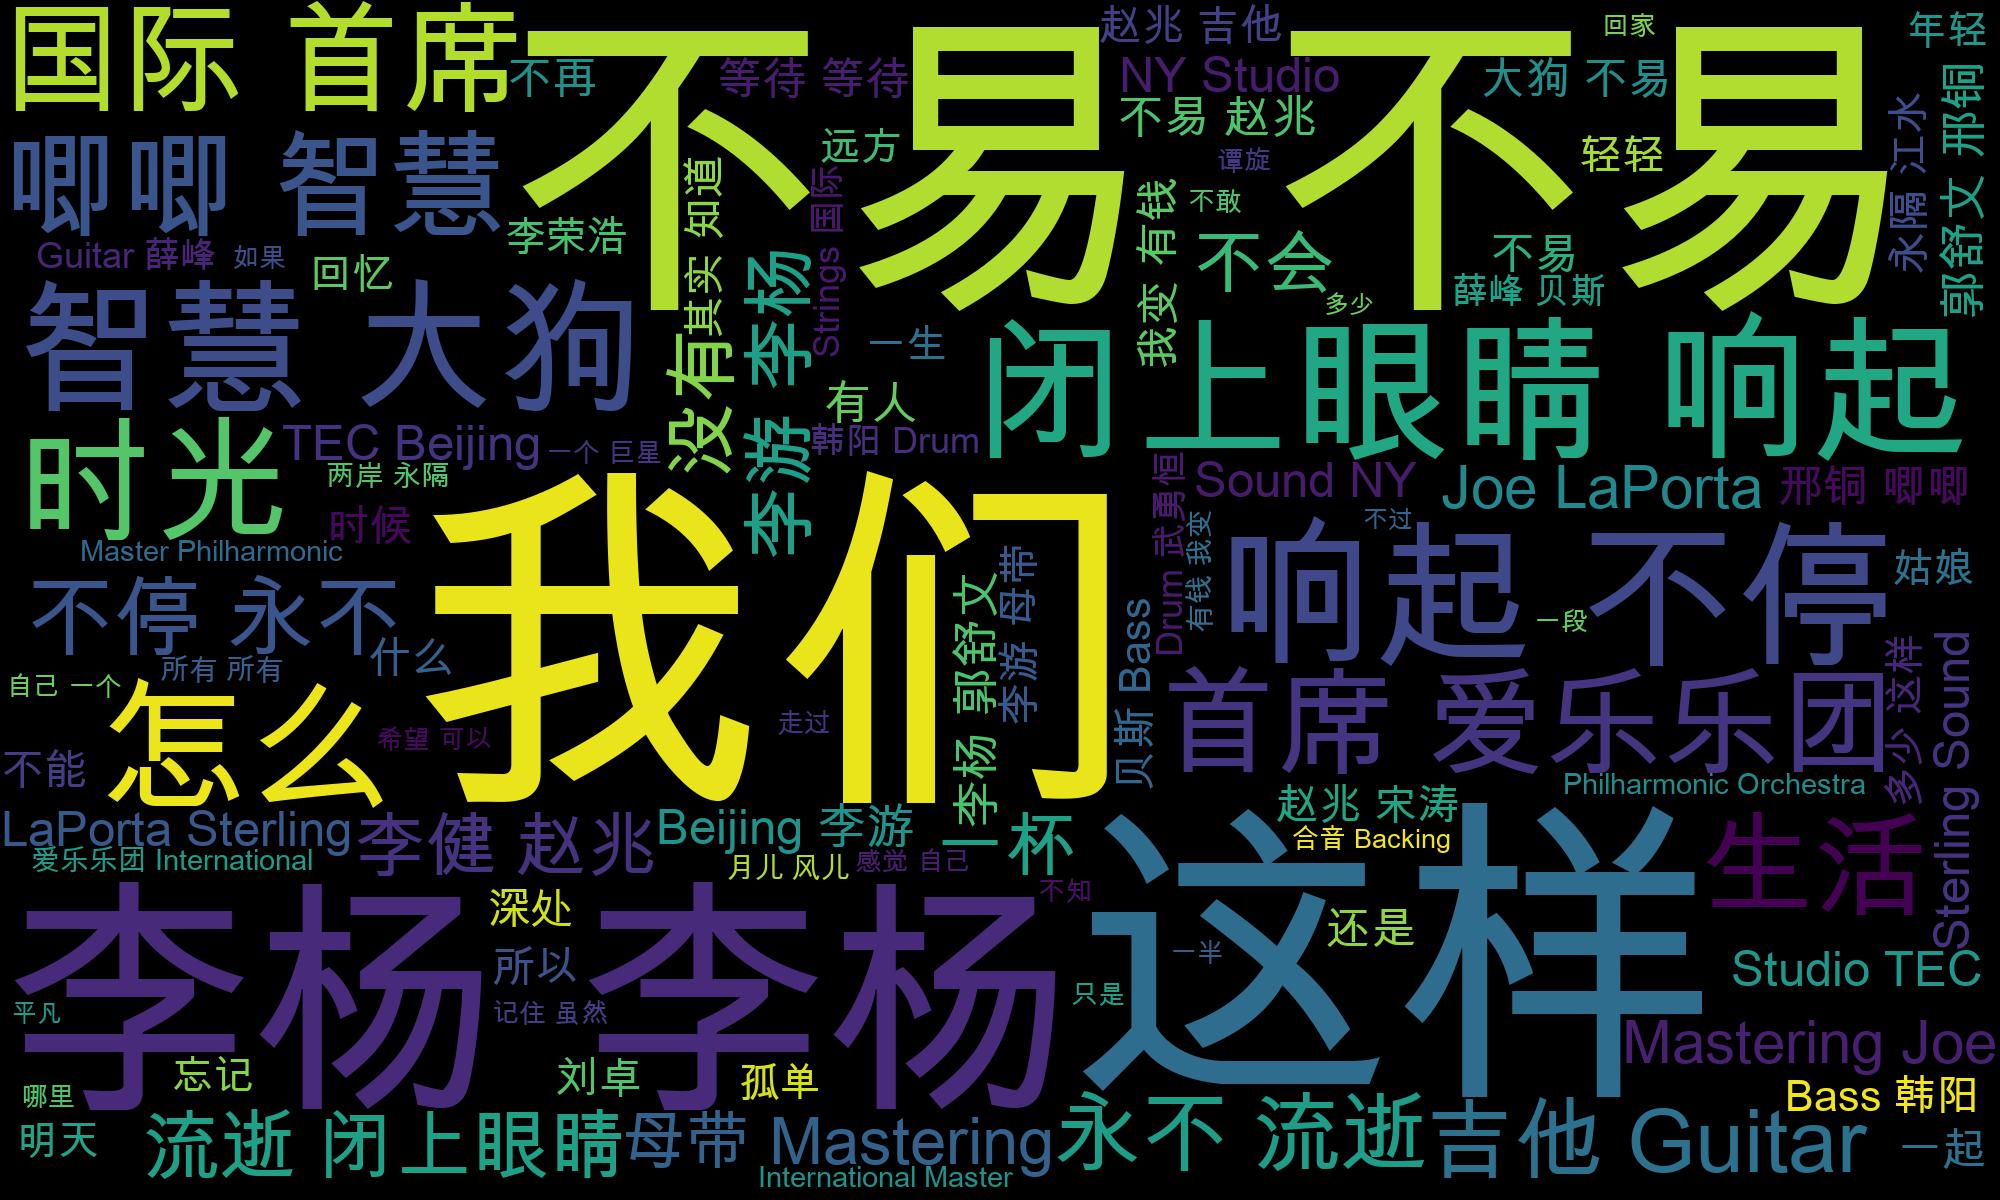 国际 首席
不易 不易
不再
等待 等待
赵兆 吉他
回家
年轻
NY Studio
大狗 不易
唧唧 智慧
远方
不易 赵兆
谭旋
轻轻
永隔 江水
郭舒文 邢铜
李荣浩
其实 知道
Strings 国际
不敢
我变 有钱
不会
不易
Guitar 薛峰
如果
回忆
多少
薛峰 贝斯
智慧 大狗
没有
李游 李杨
一生
闭上眼睛 响起
有人
时光
TEC Beijing
一个 巨星
韩阳 Drum
两岸 永隔
时候
我们
Drum 武勇恒
Sound NY
Joe LaPorta
邢铜 唧唧
有钱 我变
不过
响起 不停
姑娘
Master Philharmonic
不停 永不
什么
李杨 郭舒文
李游 母带
贝斯 Bass
一段
所有 所有
自己 一个
怎么
走过
首席 爱乐乐团
多少 这样
Sterling Sound
希望 可以
不能
Philharmonic Orchestra
LaPorta Sterling
李健 赵兆
Beijing 李游
一杯
赵兆 宋涛
合音 Backing
这样
生活
爱乐乐团 International
月儿 风儿
感觉 自己
李杨 李杨
深处
不知
还是
所以
一半
Studio TEC
平凡
记住 虽然
只是
Mastering Joe
忘记
刘卓
孤单
哪里
Bass 韩阳
明天
流逝 闭上眼睛
母带 Mastering
永不 流逝
吉他 Guitar
一起
International Master